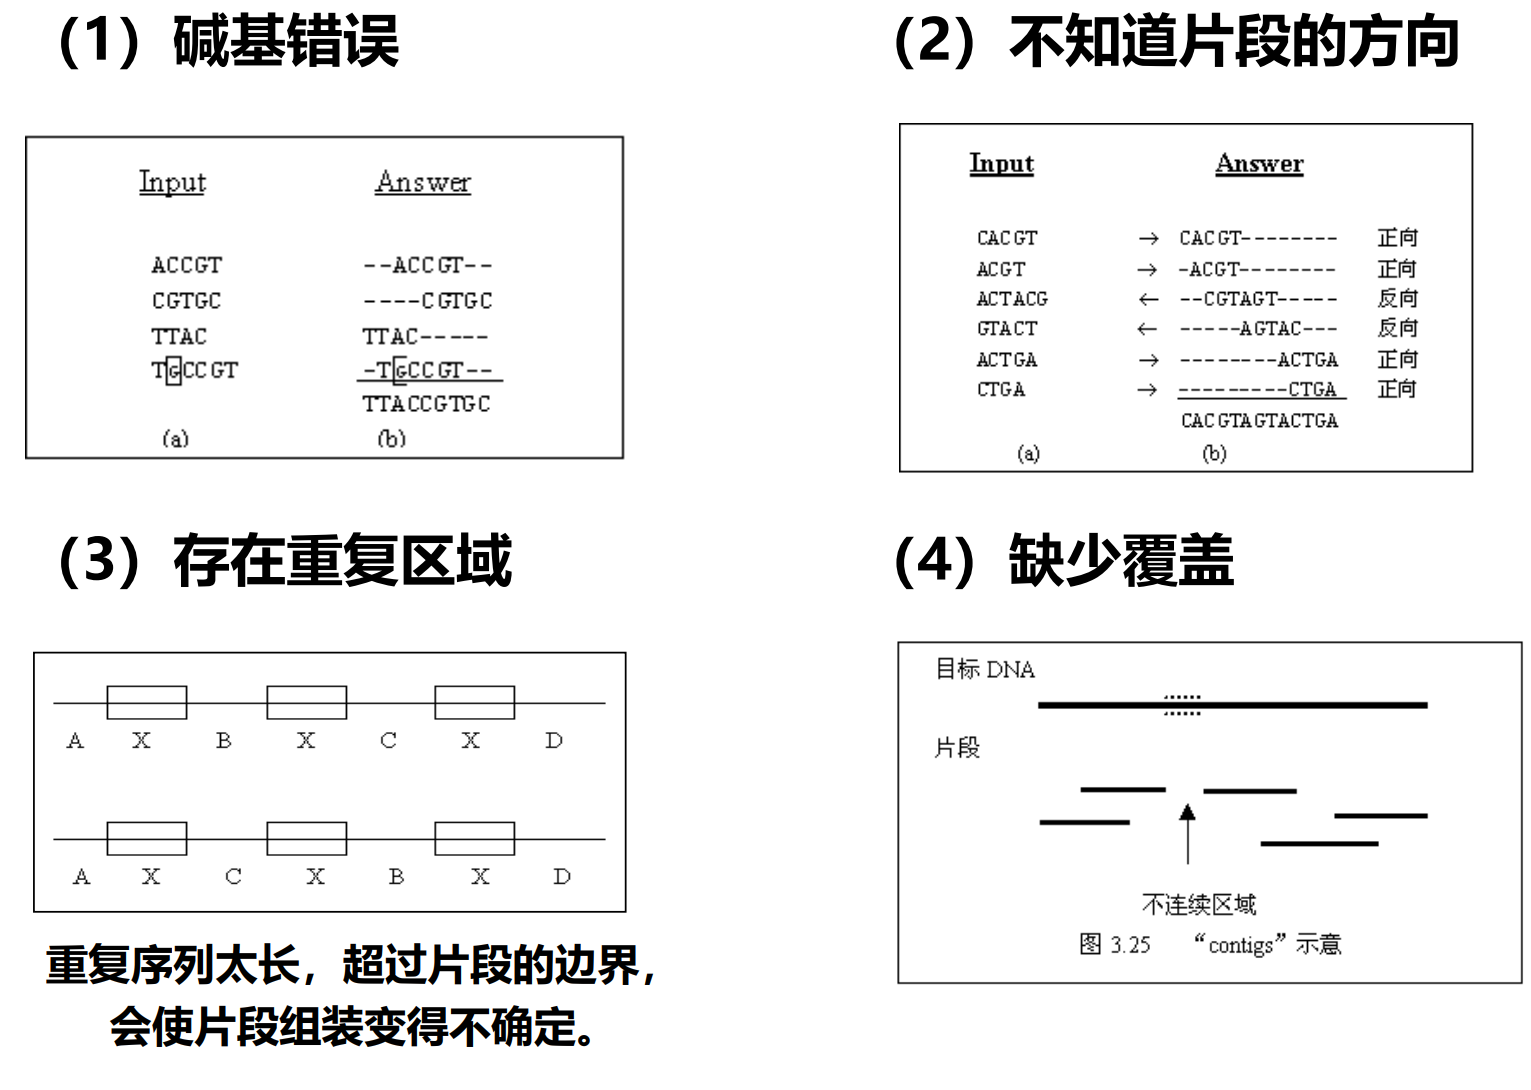 （1）碱基错误
Input Answer
ACCGT --ACCGT--
CGTGC ----CGTGC
TTAC TTAC-----
TGCCGT -TGCCGT--
TTACCGTGC
(a) (b)
（2）不知道片段的方向
Input Answer
CACGT → CACGT-------- 正向
ACGT → -ACGT-------- 正向
ACTACG ← --CGTAGT----- 反向
GTACT ← -----AGTAC--- 反向
ACTGA → --------ACTGA 正向
CTGA → ---------CTGA 正向
CACGTAGTACTGA
(a) (b)
（3）存在重复区域
A X B X C X D
A X C X B X D
重复序列太长，超过片段的边界，
会使片段组装变得不确定。
（4）缺少覆盖
目标 DNA
片段
不连续区域
图 3.25 “contigs”示意